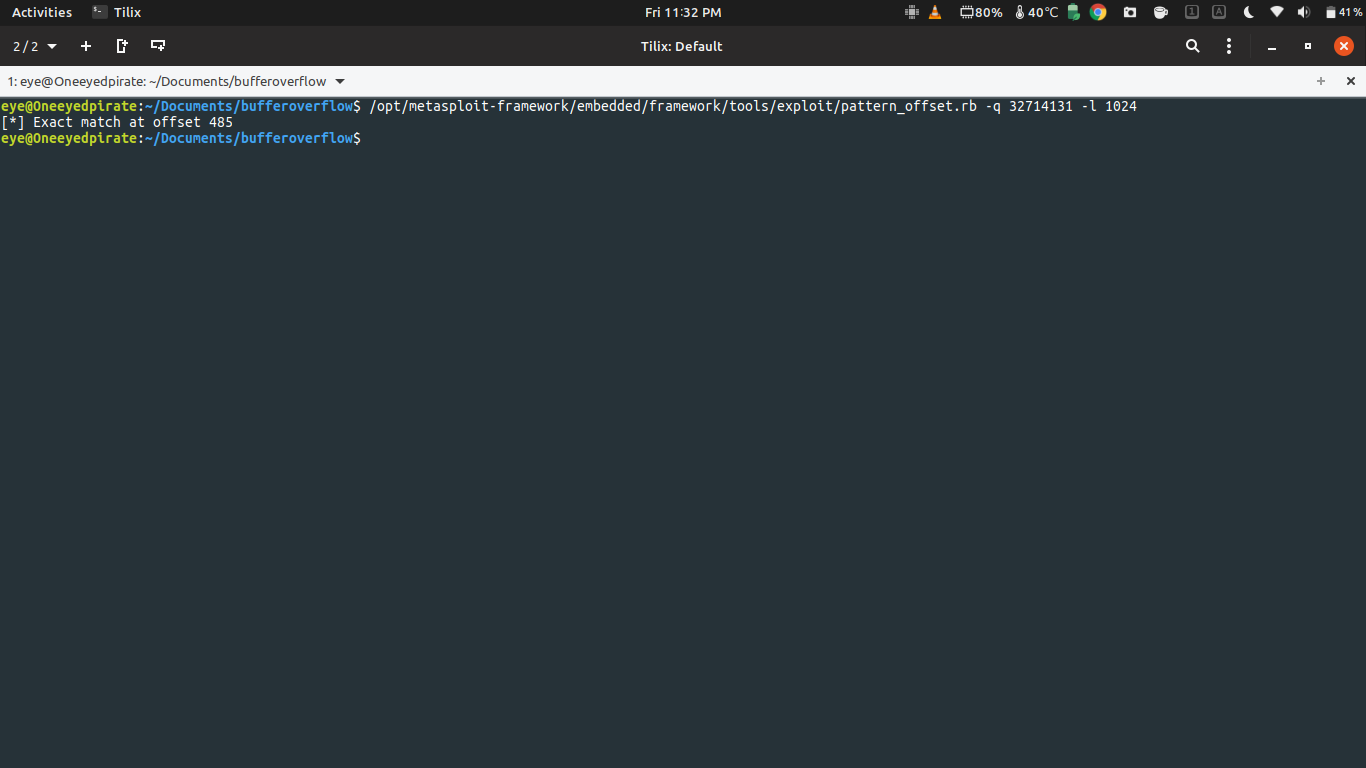 Activities Tilix Fri 11:32 PM 80% 40℃ 1 A 41%
2 / 2 Tilix: Default
1: eye@Oneeyedpirate: ~/Documents/bufferoverflow
eye@Oneeyedpirate:~/Documents/bufferoverflow$ /opt/metasploit-framework/embedded/framework/tools/exploit/pattern_offset.rb -q 32714131 -l 1024
[*] Exact match at offset 485
eye@Oneeyedpirate:~/Documents/bufferoverflow$